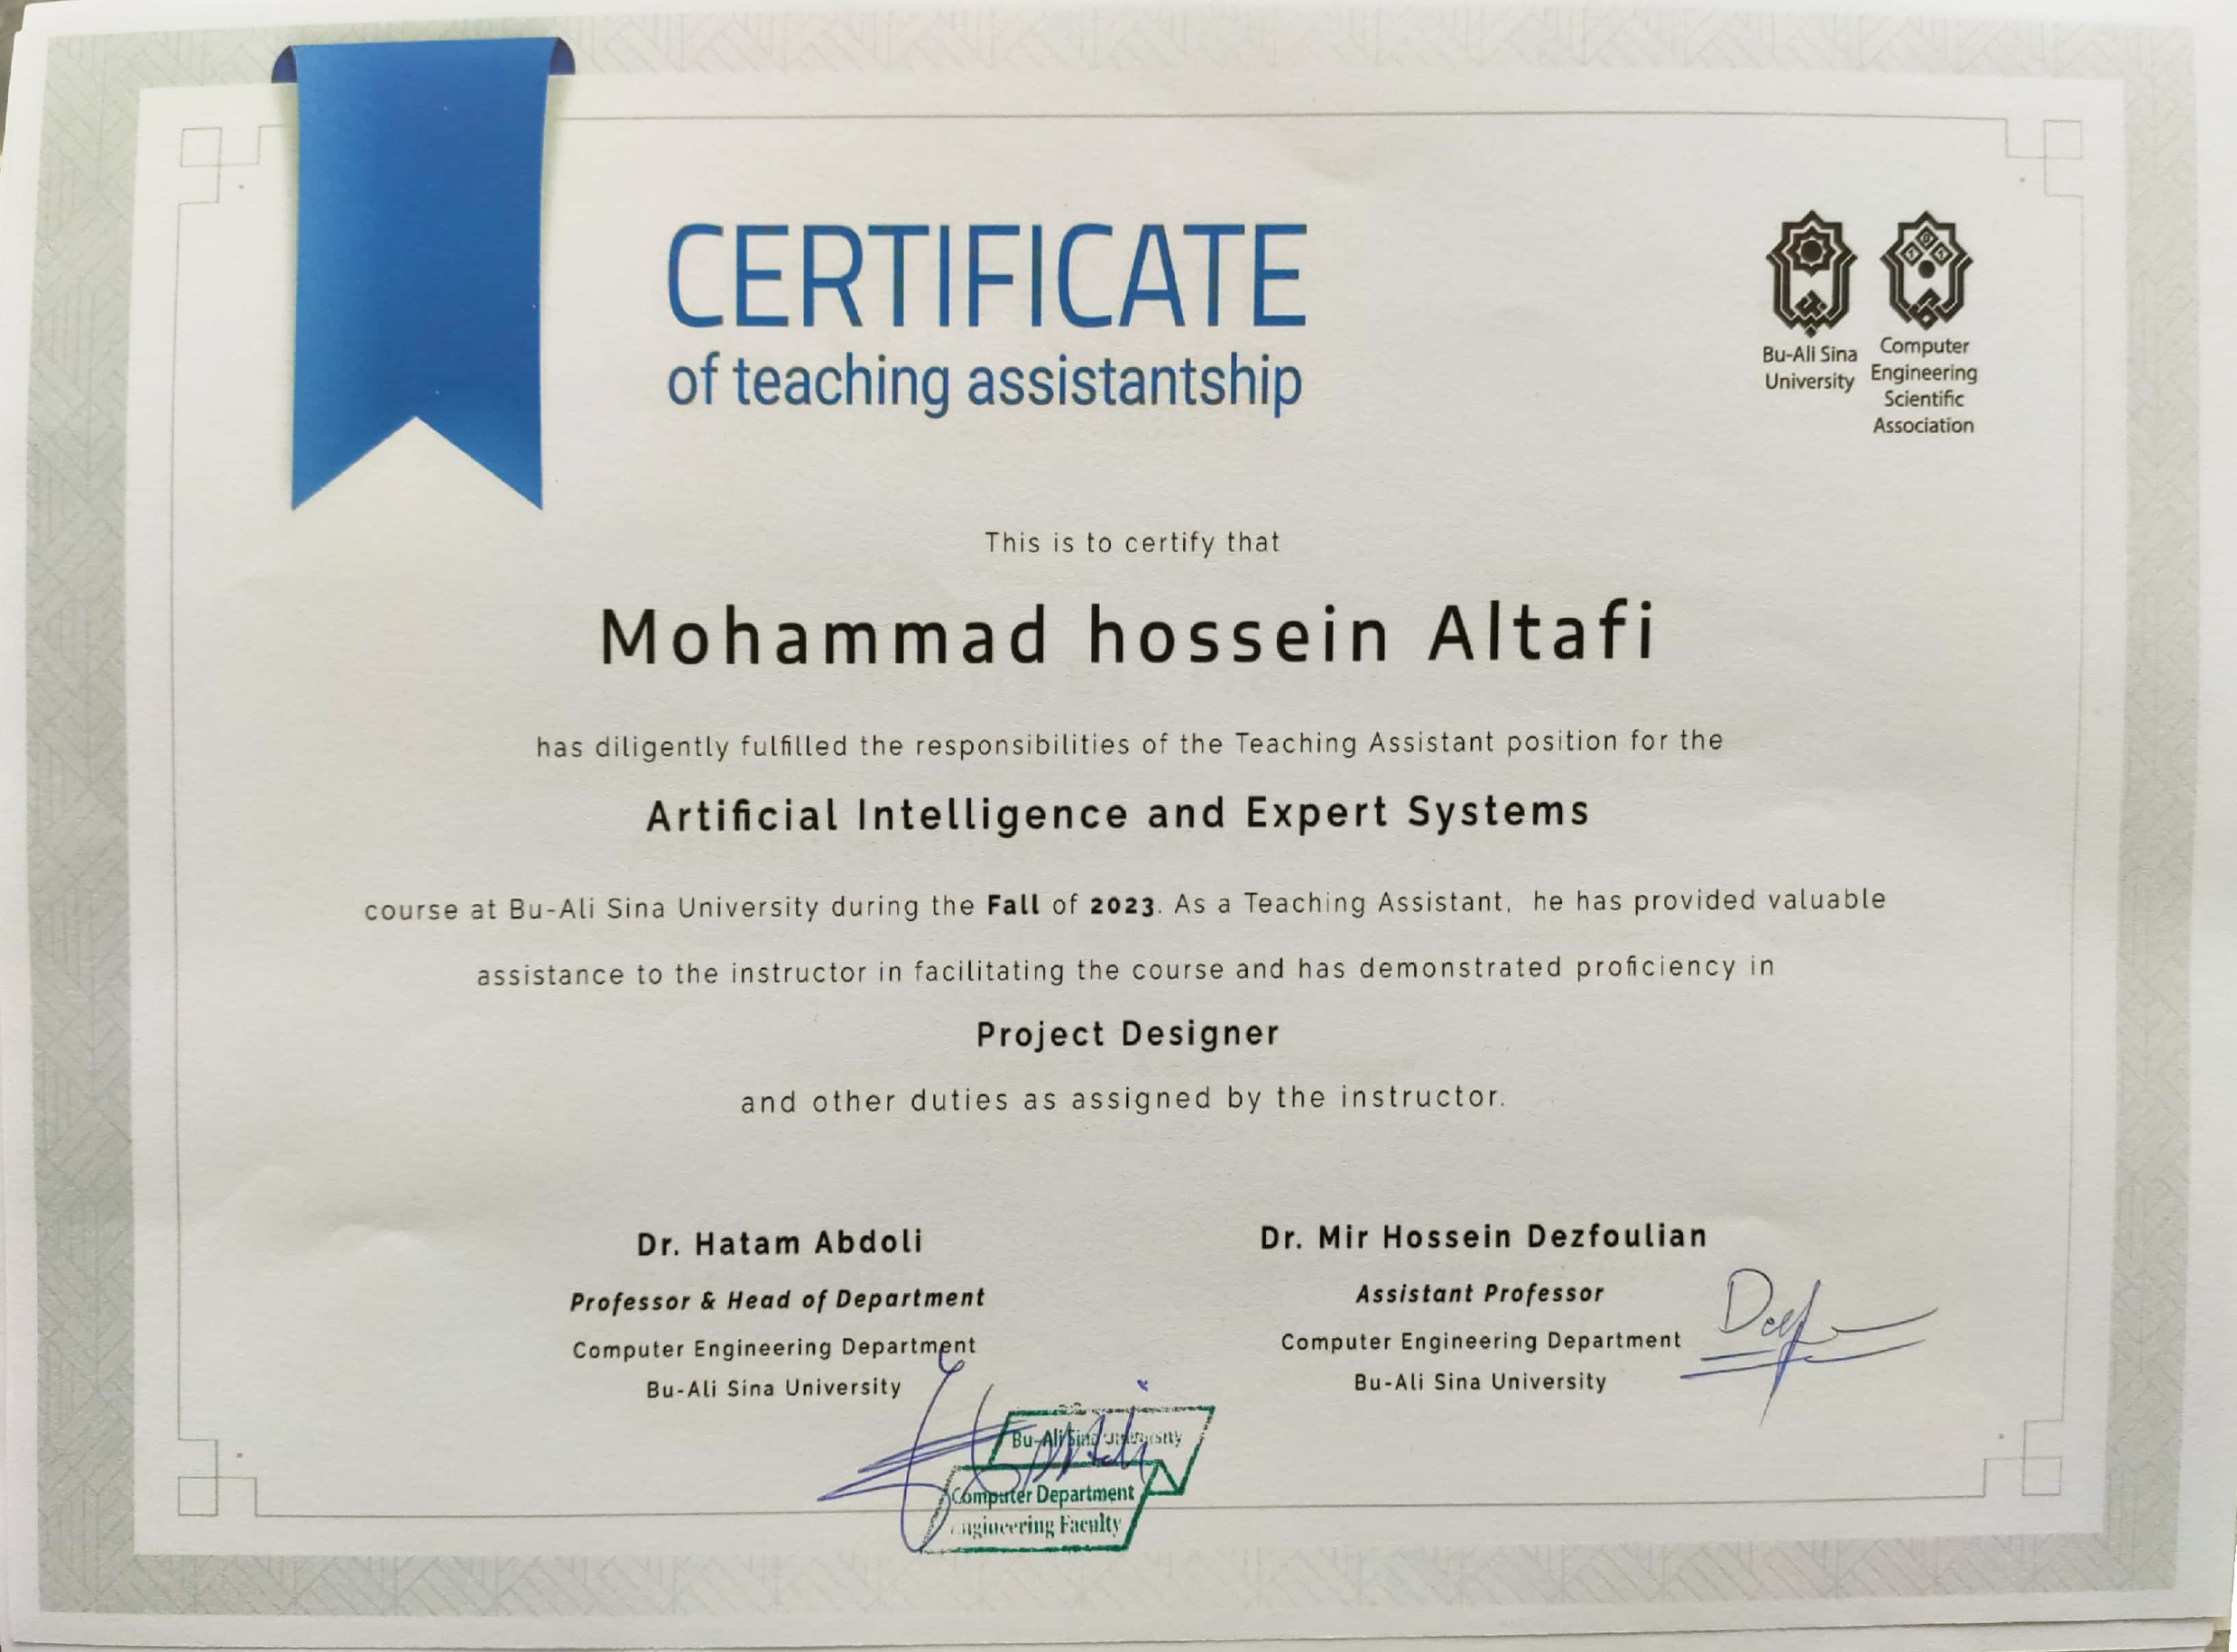 CERTIFICATE
of teaching assistantship
Bu-Ali Sina
University
Computer
Engineering
Scientific
Association
This is to certify that
Mohammad hossein Altafi
has diligently fulfilled the responsibilities of the Teaching Assistant position for the
Artificial Intelligence and Expert Systems
course at Bu-Ali Sina University during the Fall of 2023. As a Teaching Assistant, he has provided valuable
assistance to the instructor in facilitating the course and has demonstrated proficiency in
Project Designer
and other duties as assigned by the instructor.
Dr. Hatam Abdoli
Professor & Head of Department
Computer Engineering Department
Bu-Ali Sina University
Dr. Mir Hossein Dezfoulian
Assistant Professor
Computer Engineering Department
Bu-Ali Sina University
Bu-Ali Sina University
Computer Department
Engineering Faculty